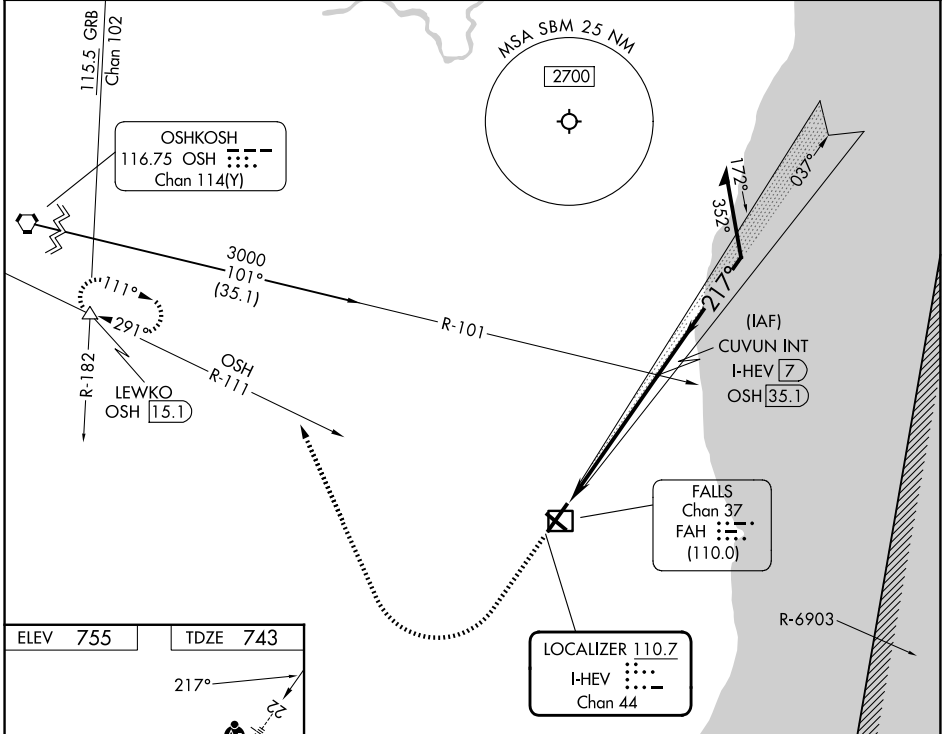 115.5 GRB
Chan 102
OSHKOSH
116.75 OSH
Chan 114(Y)
MSA SBM 25 NM
2700
172°
352°
037°
217°
3000
101°
(35.1)
R-101
(IAF)
CUVUN INT
I-HEV 7
OSH 35.1
111°
291°
R-182
OSH
R-111
LEWKO
OSH 15.1
FALLS
Chan 37
FAH
(110.0)
LOCALIZER 110.7
I-HEV
Chan 44
R-6903
ELEV 755
TDZE 743
217°
22